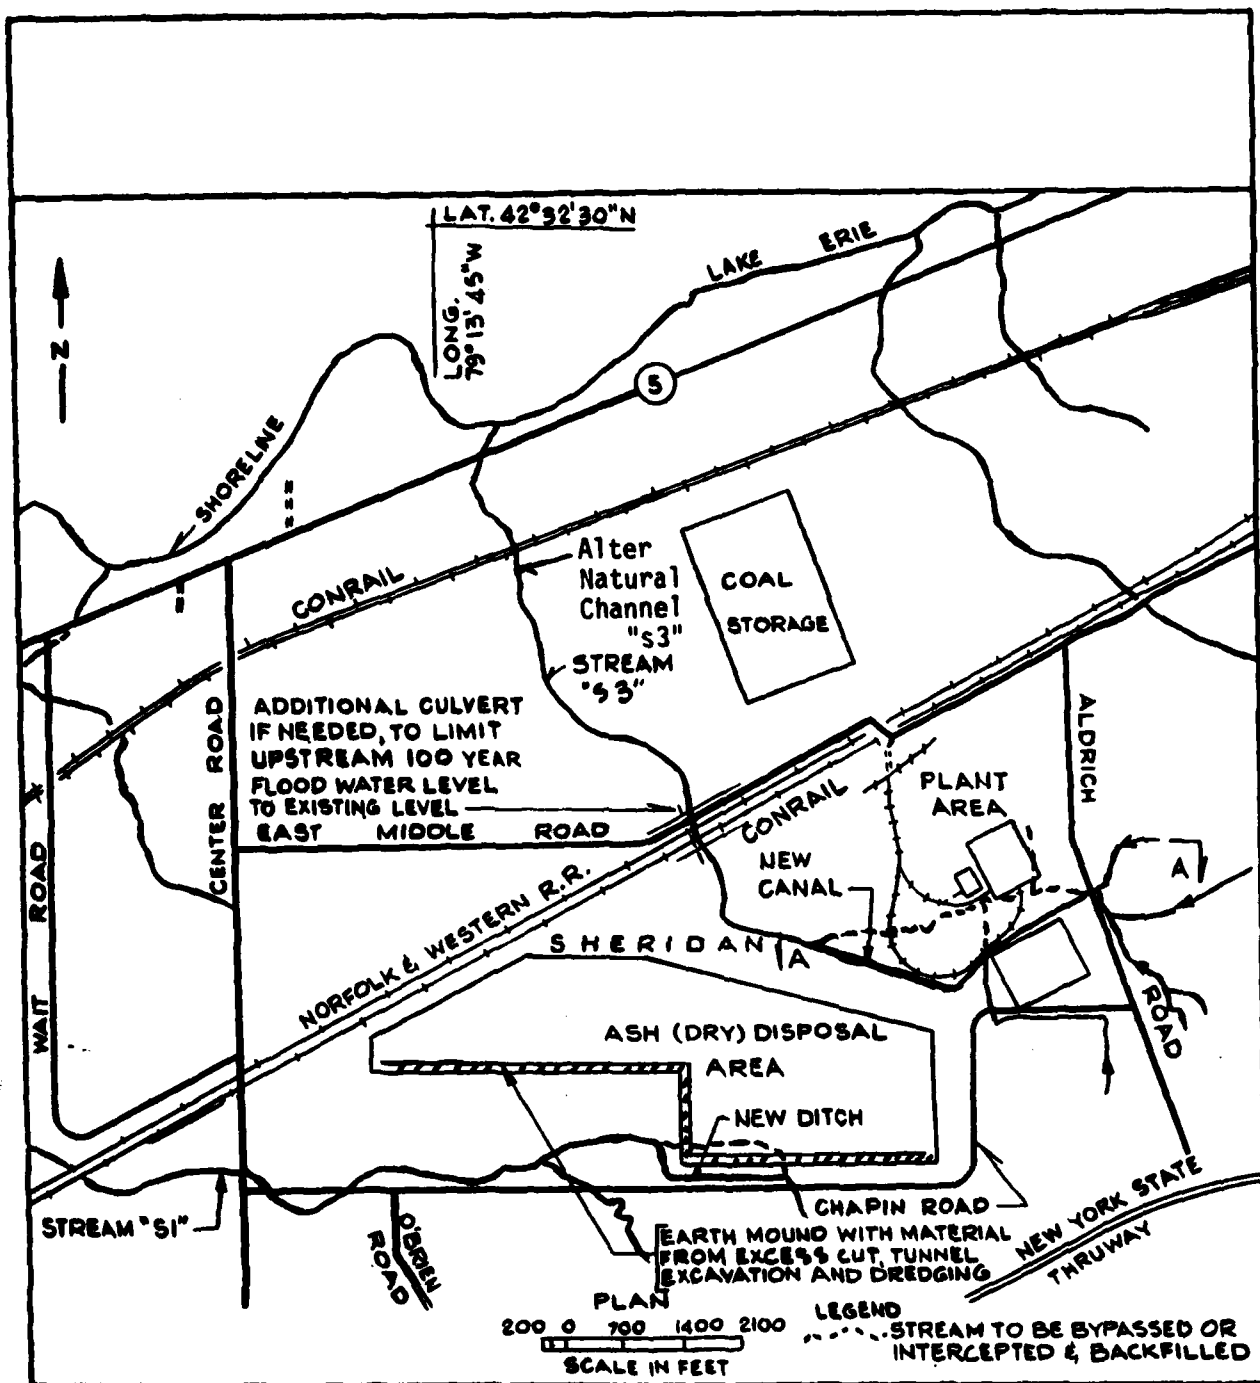 LAT. 42°32'30"N
LONG.
79°13'45"W
N
LAKE ERIE
5
SHORELINE
CONRAIL
Alter
Natural
Channel
"s3"
STREAM
"S3"
COAL
STORAGE
ADDITIONAL CULVERT
IF NEEDED, TO LIMIT
UPSTREAM 100 YEAR
FLOOD WATER LEVEL
TO EXISTING LEVEL
EAST MIDDLE ROAD
CENTER ROAD
WAIT ROAD
ALDRICH
ROAD
PLANT
AREA
CONRAIL
NEW
CANAL
A
NORFOLK & WESTERN R.R.
SHERIDAN
A
ASH (DRY) DISPOSAL
AREA
NEW DITCH
CHAPIN ROAD
STREAM "S1"
O'BRIEN
ROAD
EARTH MOUND WITH MATERIAL
FROM EXCESS CUT, TUNNEL
EXCAVATION AND DREDGING
NEW YORK STATE
THRUWAY
PLAN
200 0 700 1400 2100
SCALE IN FEET
LEGEND
STREAM TO BE BYPASSED OR
INTERCEPTED & BACKFILLED